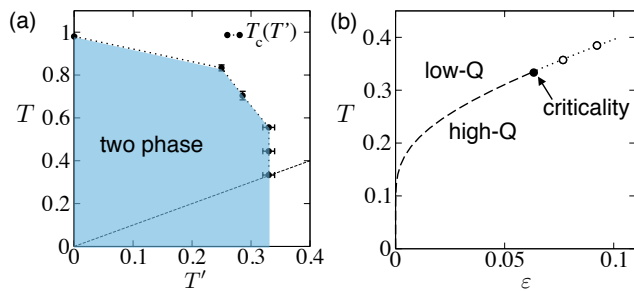 (a)
T_c(T')
1
0.8
0.6
T
0.4
0.2
0
two phase
0 0.1 0.2 0.3 0.4
T'
(b)
0.4
0.3
T
0.2
0.1
0
low-Q
high-Q
criticality
0 0.05 0.1
ε